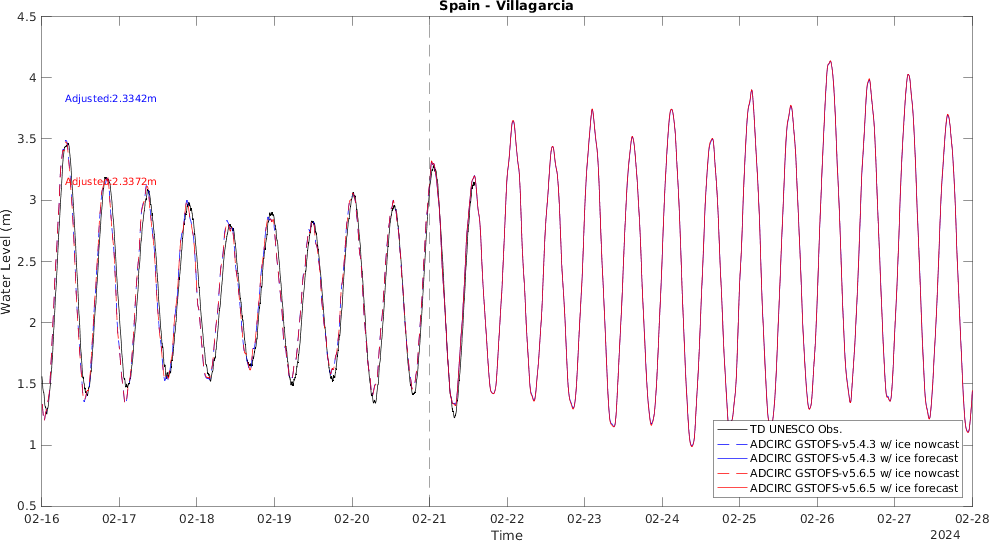 Spain - Villagarcia
4.5
4
3.5
3
2.5
2
1.5
1
0.5
Water Level (m)
Adjusted:2.3342m
Adjusted:2.3372m
TD UNESCO Obs.
ADCIRC GSTOFS-v5.4.3 w/ ice nowcast
ADCIRC GSTOFS-v5.4.3 w/ ice forecast
ADCIRC GSTOFS-v5.6.5 w/ ice nowcast
ADCIRC GSTOFS-v5.6.5 w/ ice forecast
02-16 02-17 02-18 02-19 02-20 02-21 02-22 02-23 02-24 02-25 02-26 02-27 02-28
Time
2024